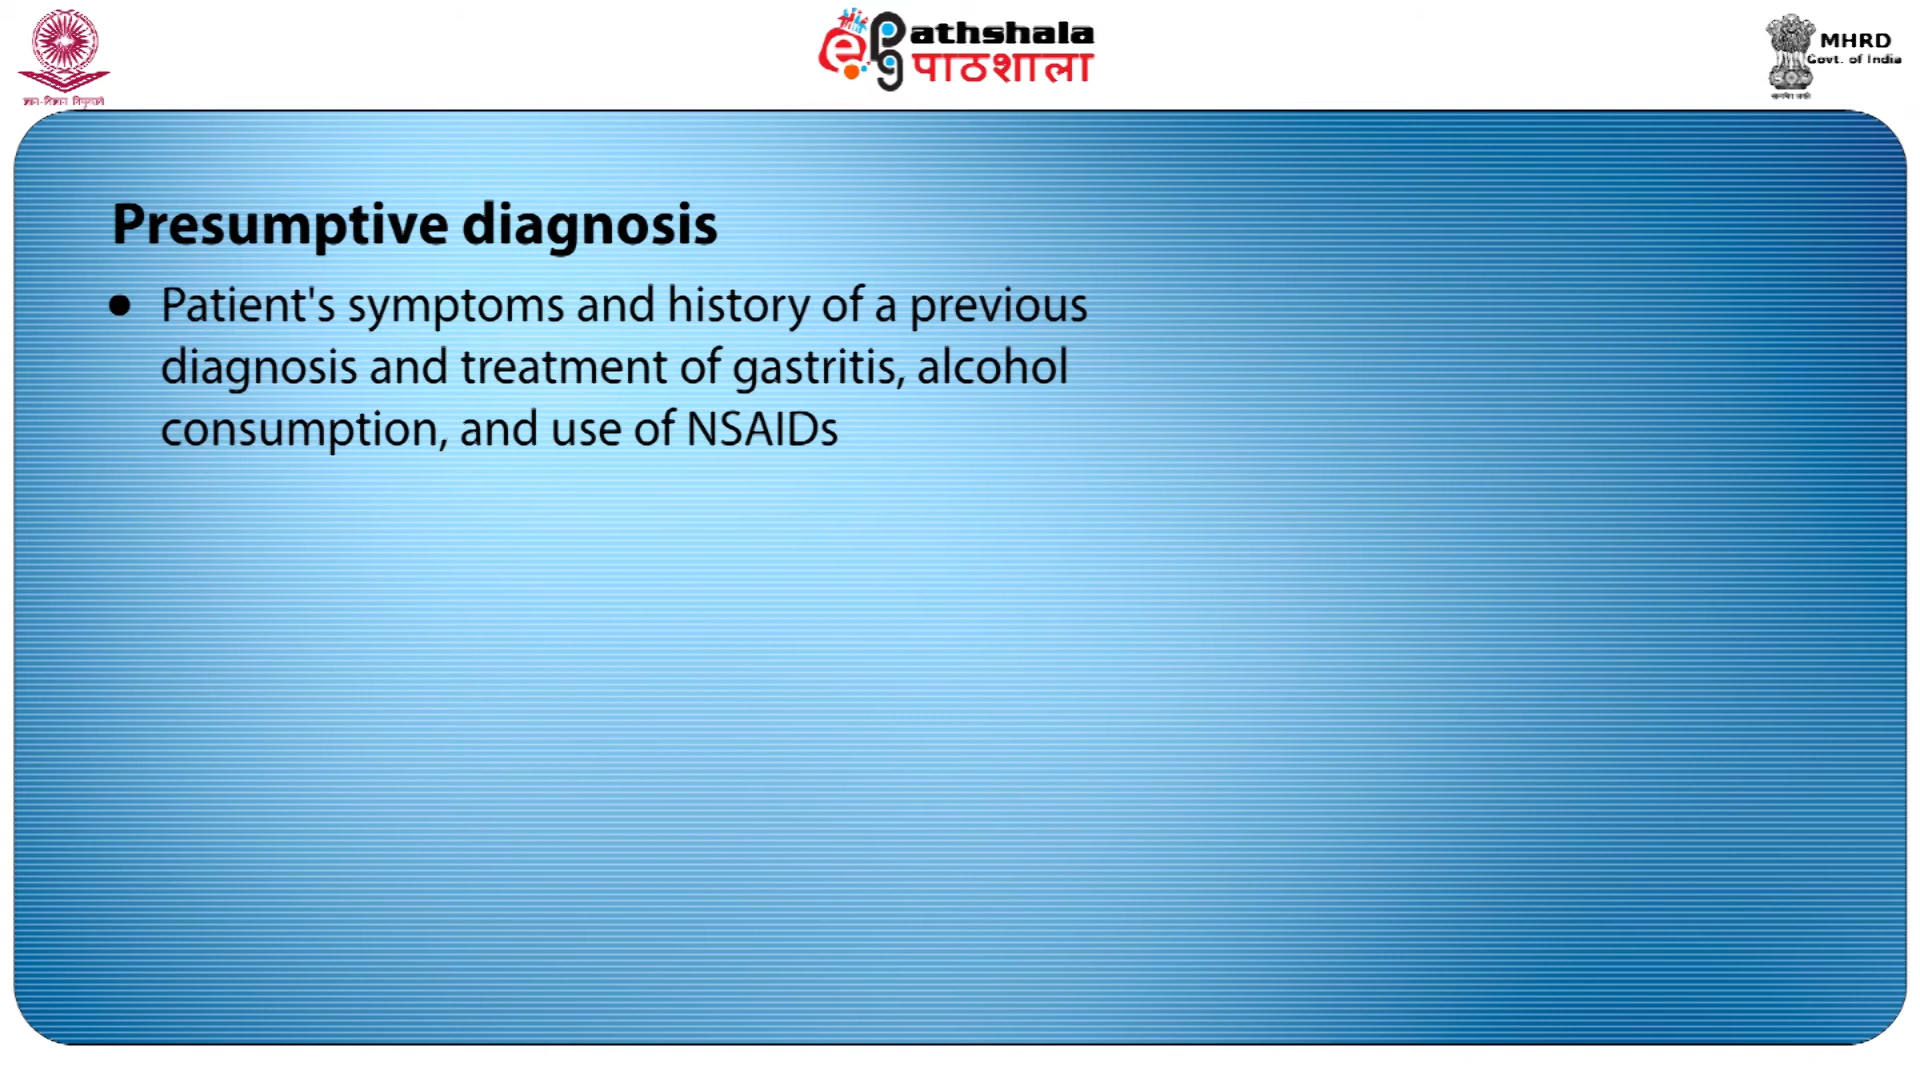 athshala
पाठशाला
MHRD
Govt. of India
Presumptive diagnosis
● Patient's symptoms and history of a previous
diagnosis and treatment of gastritis, alcohol
consumption, and use of NSAIDs